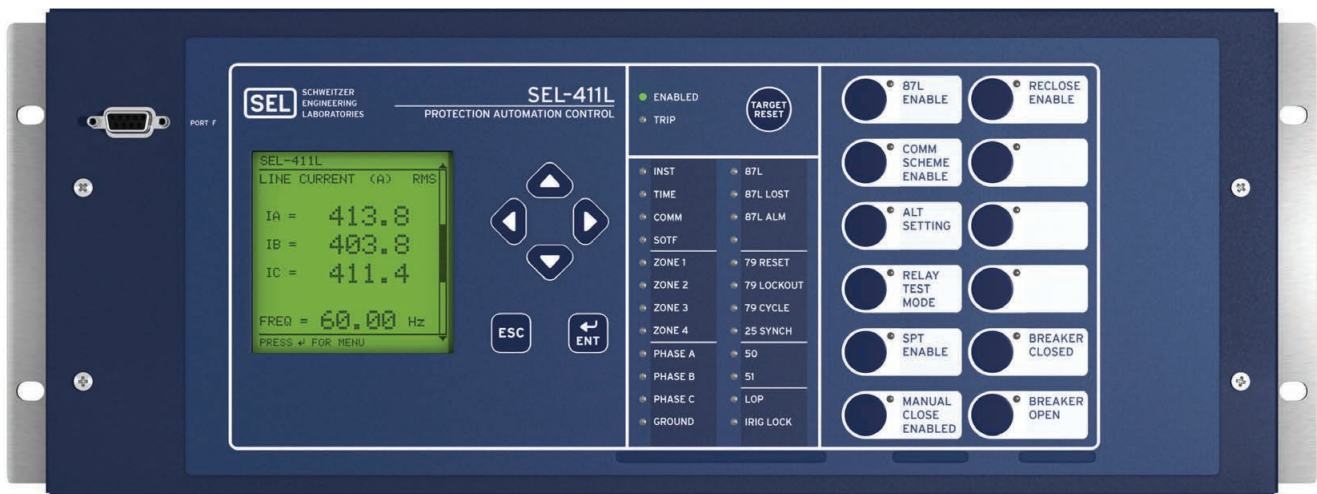 PORT F
SEL
SCHWEITZER
ENGINEERING
LABORATORIES
SEL-411L
PROTECTION AUTOMATION CONTROL
SEL-411L
LINE CURRENT (A) RMS
IA = 413.8
IB = 403.8
IC = 411.4
FREQ = 60.00 Hz
PRESS ↵ FOR MENU
ESC
ENT
ENABLED
TRIP
TARGET
RESET
INST
TIME
COMM
SOTF
ZONE 1
ZONE 2
ZONE 3
ZONE 4
PHASE A
PHASE B
PHASE C
GROUND
87L
87L LOST
87L ALM
79 RESET
79 LOCKOUT
79 CYCLE
25 SYNCH
50
51
LOP
IRIG LOCK
87L
ENABLE
COMM
SCHEME
ENABLE
ALT
SETTING
RELAY
TEST
MODE
SPT
ENABLE
MANUAL
CLOSE
ENABLED
RECLOSE
ENABLE
BREAKER
CLOSED
BREAKER
OPEN